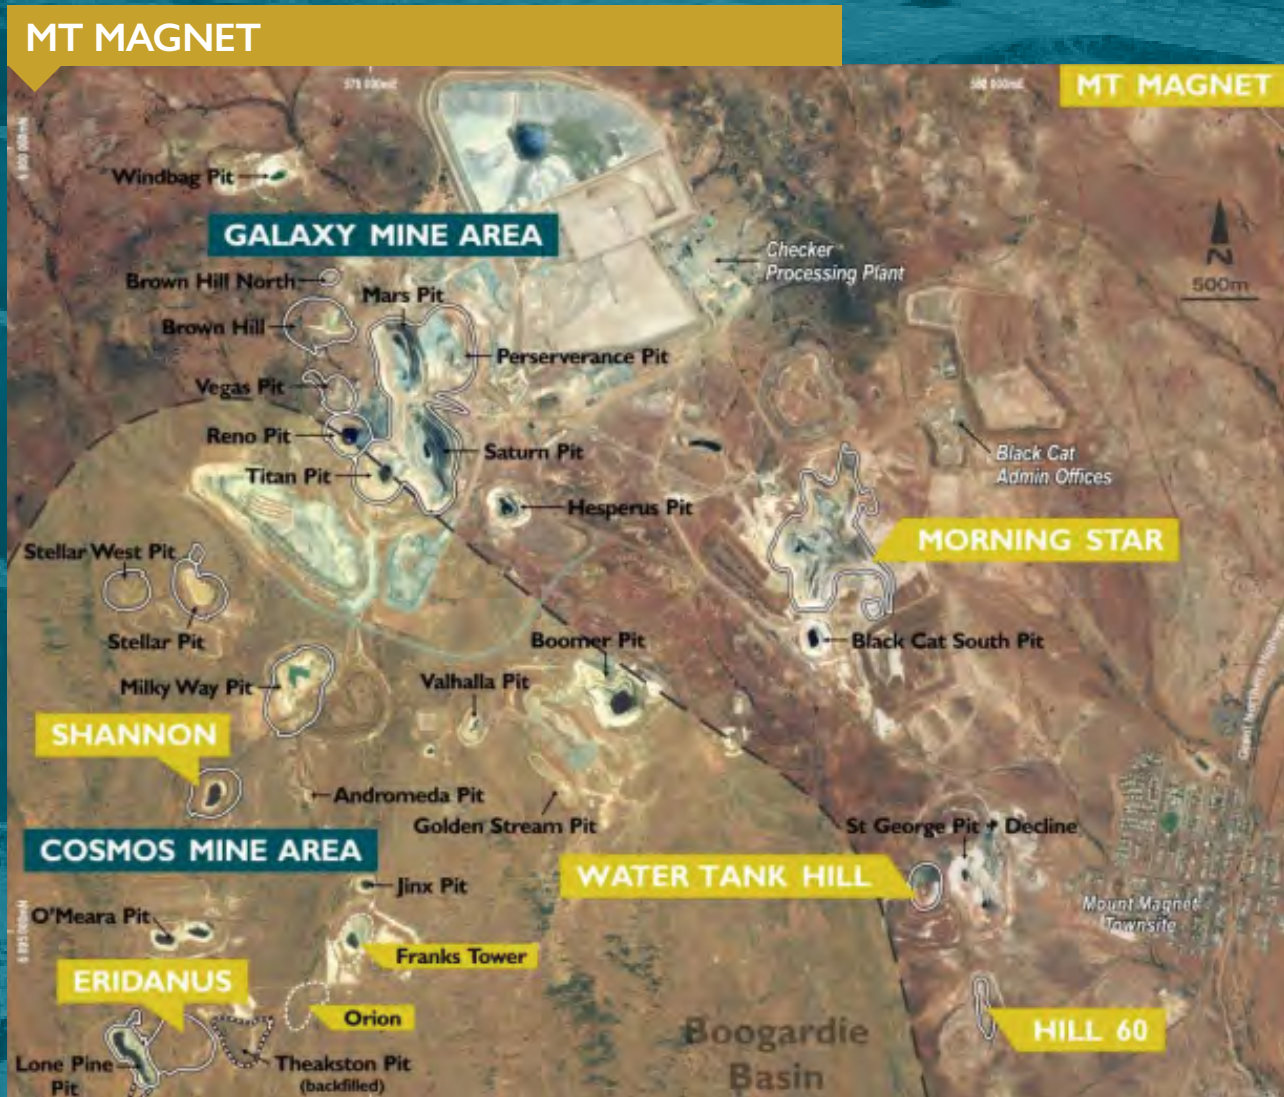 MT MAGNET
MT MAGNET
Windbag Pit
GALAXY MINE AREA
N
500m
Checker
Processing Plant
Brown Hill North
Mars Pit
Brown Hill
Perserverance Pit
Vegas Pit
Reno Pit
Saturn Pit
Titan Pit
Black Cat
Admin Offices
Hesperus Pit
MORNING STAR
Stellar West Pit
Stellar Pit
Boomer Pit
Black Cat South Pit
Milky Way Pit
Valhalla Pit
SHANNON
Andromeda Pit
Golden Stream Pit
St George Pit + Decline
COSMOS MINE AREA
WATER TANK HILL
Jinx Pit
Mount Magnet
Townsite
O'Meara Pit
Franks Tower
ERIDANUS
Orion
HILL 60
Boogardie
Basin
Lone Pine
Pit
Theakston Pit
(backfilled)